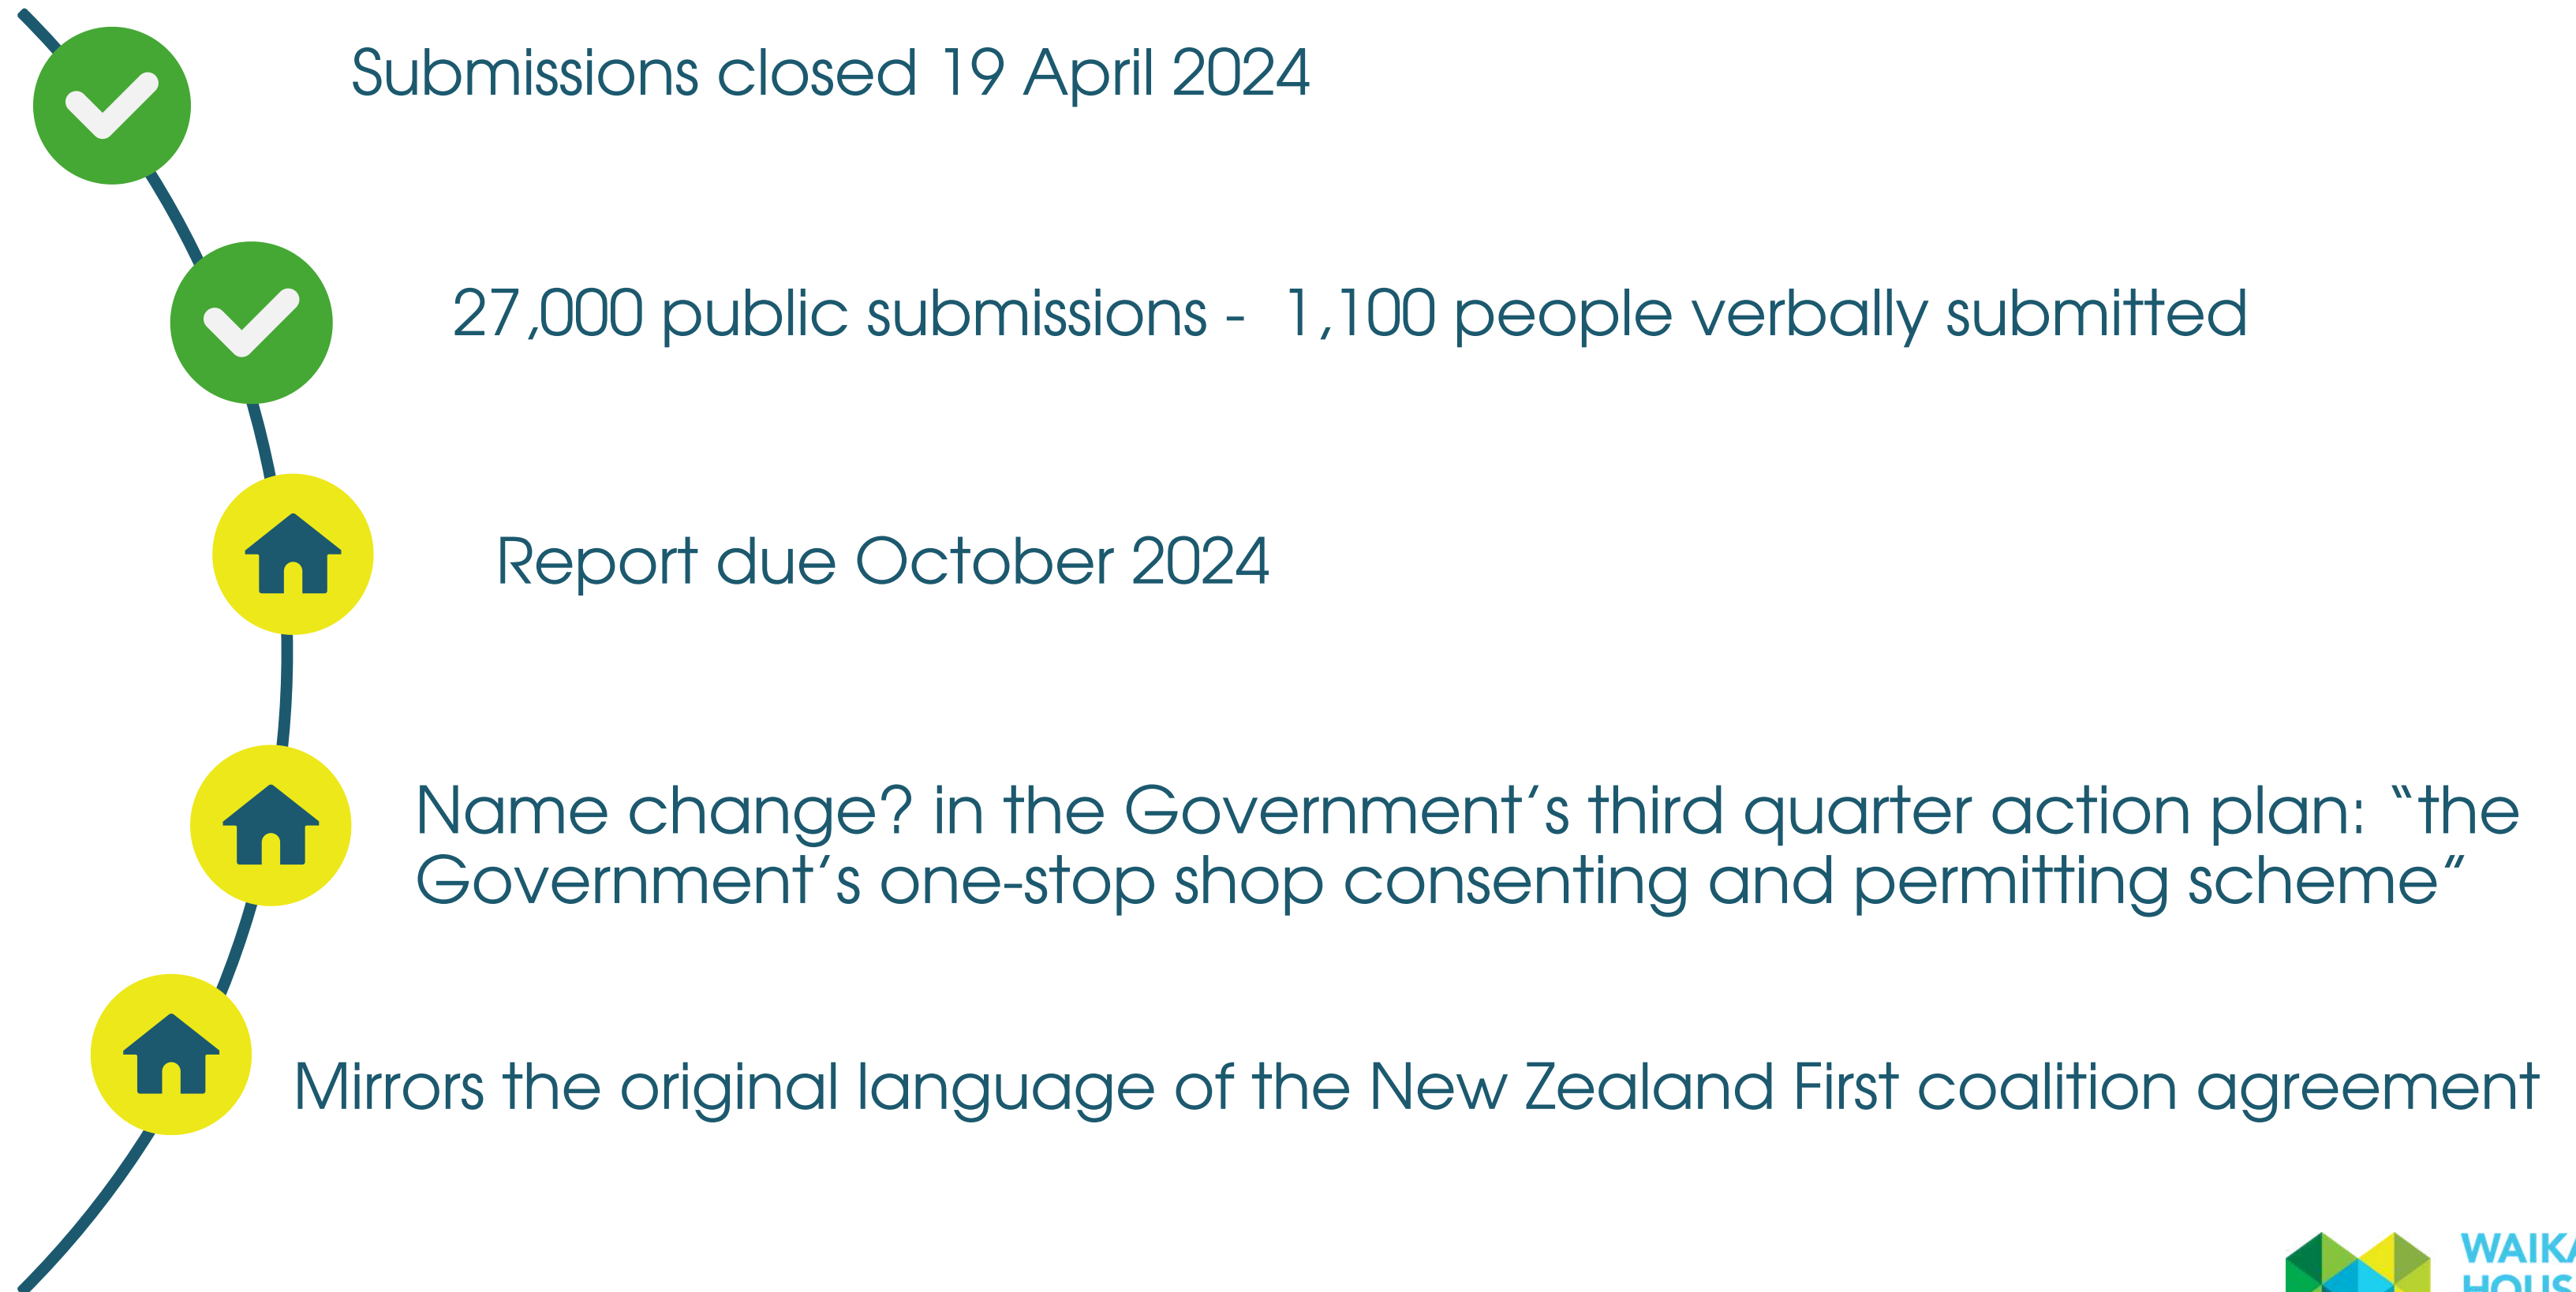 Submissions closed 19 April 2024
27,000 public submissions - 1,100 people verbally submitted
Report due October 2024
Name change? in the Government's third quarter action plan: "the
Government's one-stop shop consenting and permitting scheme"
Mirrors the original language of the New Zealand First coalition agreement